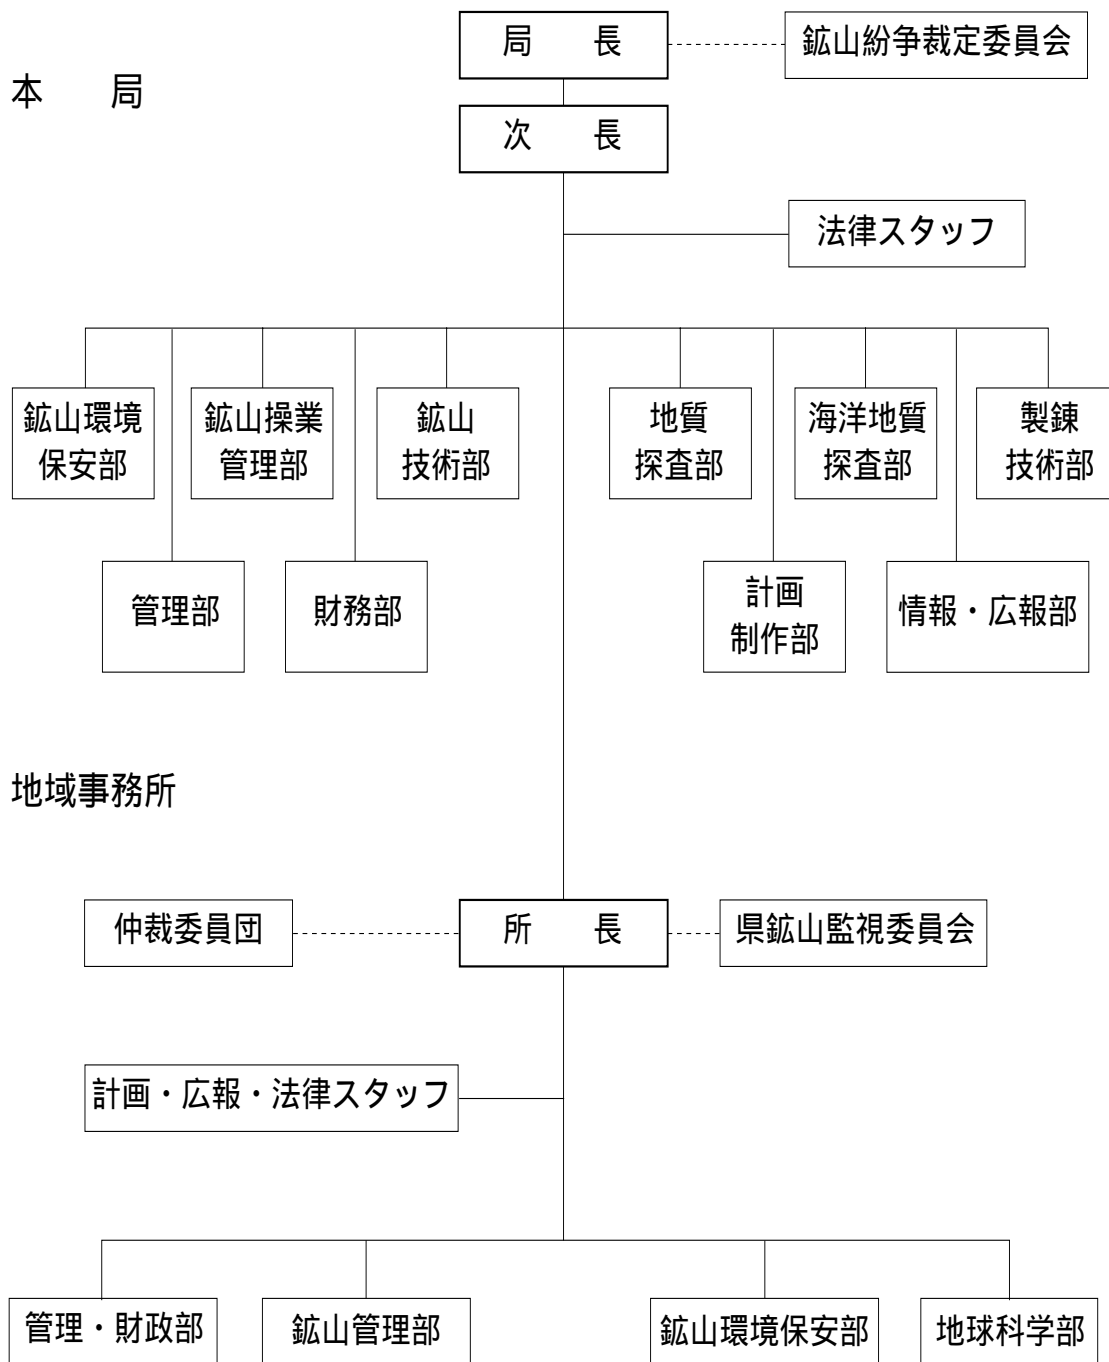 局　長
鉱山紛争裁定委員会
本　局
次　長
法律スタッフ
鉱山環境
保安部
鉱山操業
管理部
鉱山
技術部
地質
探査部
海洋地質
探査部
製錬
技術部
管理部
財務部
計画
制作部
情報・広報部
地域事務所
仲裁委員団
所　長
県鉱山監視委員会
計画・広報・法律スタッフ
管理・財政部
鉱山管理部
鉱山環境保安部
地球科学部